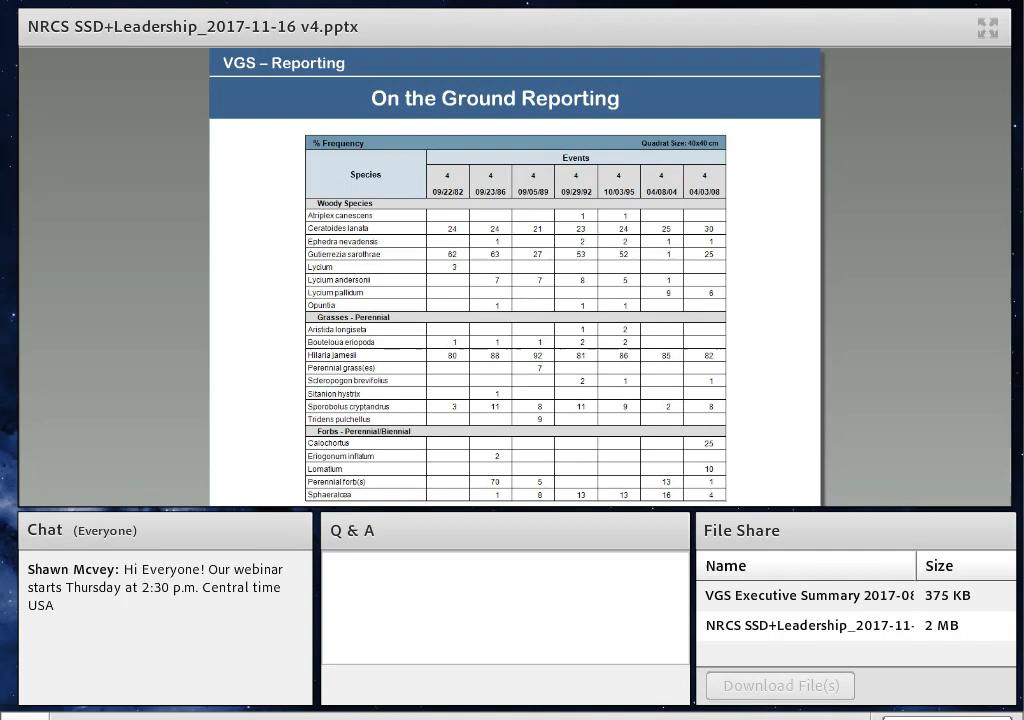 NRCS SSD+Leadership_2017-11-16 v4.pptx
VGS – Reporting
On the Ground Reporting
% Frequency Quadrat Size: 40x40 cm
Species Events
4 4 4 4 4 4 4
09/22/82 09/23/86 09/05/89 09/29/92 10/03/95 04/08/04 04/03/08
Woody Species
Atriplex canescens 1 1
Ceratoides lanata 24 24 21 23 24 25 30
Ephedra nevadensis 1 2 2 1 1
Gutierrezia sarothrae 62 63 27 53 52 1 25
Lycium 3
Lycium andersonii 7 7 8 5 1
Lycium pallidum 9 6
Opuntia 1 1 1
Grasses - Perennial
Aristida longiseta 1 2
Bouteloua eriopoda 1 1 1 2 2
Hilaria jamesii 80 88 92 81 86 85 82
Perennial grass(es) 7
Scleropogon brevifolius 2 1 1
Sitanion hystrix 1
Sporobolus cryptandrus 3 11 8 11 9 2 8
Tridens pulchellus 9
Forbs - Perennial/Biennial
Calochortus 25
Eriogonum inflatum 2
Lomatium 10
Perennial forb(s) 70 5 13 1
Sphaeralcea 1 8 13 13 16 4
Chat (Everyone)
Shawn Mcvey: Hi Everyone! Our webinar
starts Thursday at 2:30 p.m. Central time
USA
Q & A
File Share
Name Size
VGS Executive Summary 2017-08 375 KB
NRCS SSD+Leadership_2017-11- 2 MB
Download File(s)